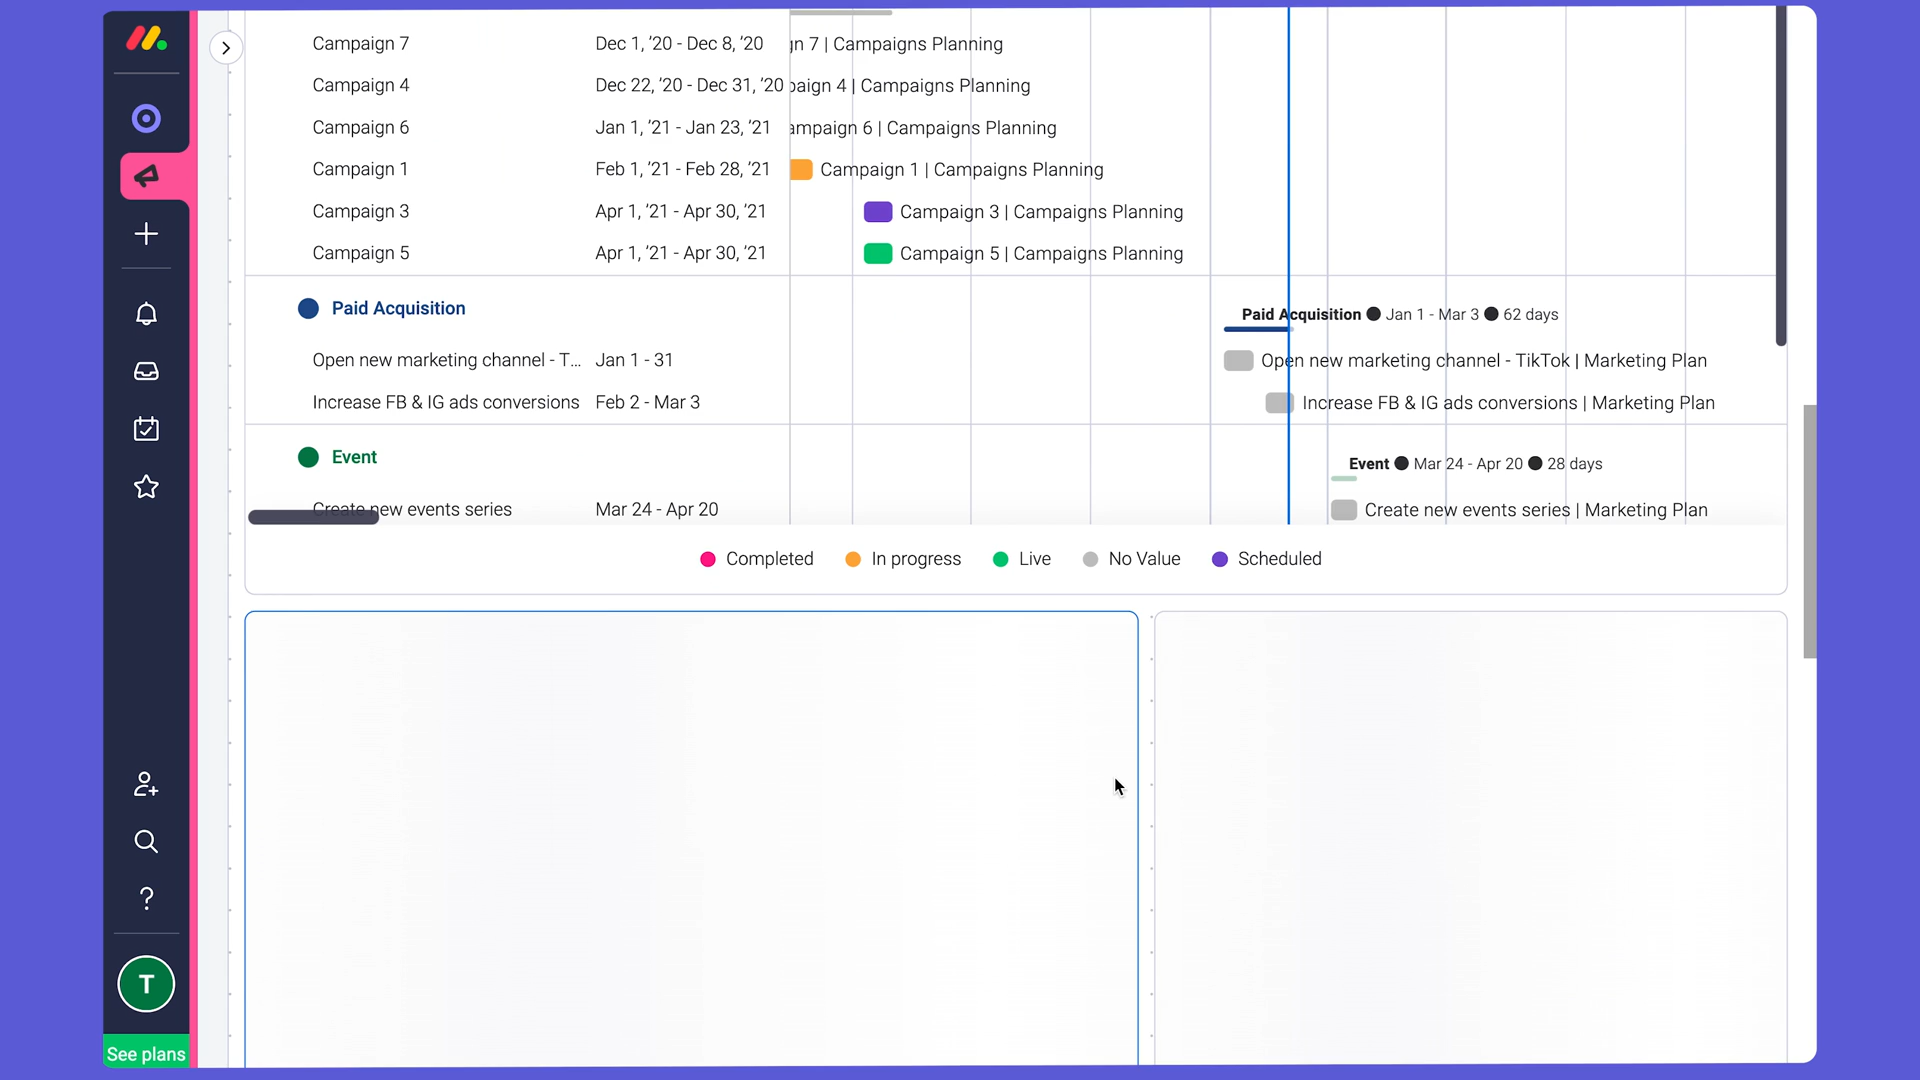 Campaign 7 Dec 1, '20 - Dec 8, '20 gn 7 | Campaigns Planning
Campaign 4 Dec 22, '20 - Dec 31, '20 paign 4 | Campaigns Planning
Campaign 6 Jan 1, '21 - Jan 23, '21 ampaign 6 | Campaigns Planning
Campaign 1 Feb 1, '21 - Feb 28, '21 Campaign 1 | Campaigns Planning
Campaign 3 Apr 1, '21 - Apr 30, '21 Campaign 3 | Campaigns Planning
Campaign 5 Apr 1, '21 - Apr 30, '21 Campaign 5 | Campaigns Planning
Paid Acquisition Paid Acquisition ● Jan 1 - Mar 3 ● 62 days
Open new marketing channel - T... Jan 1 - 31 Open new marketing channel - TikTok | Marketing Plan
Increase FB & IG ads conversions Feb 2 - Mar 3 Increase FB & IG ads conversions | Marketing Plan
Event Event ● Mar 24 - Apr 20 ● 28 days
Create new events series Mar 24 - Apr 20 Create new events series | Marketing Plan
Completed In progress Live No Value Scheduled
T
See plans